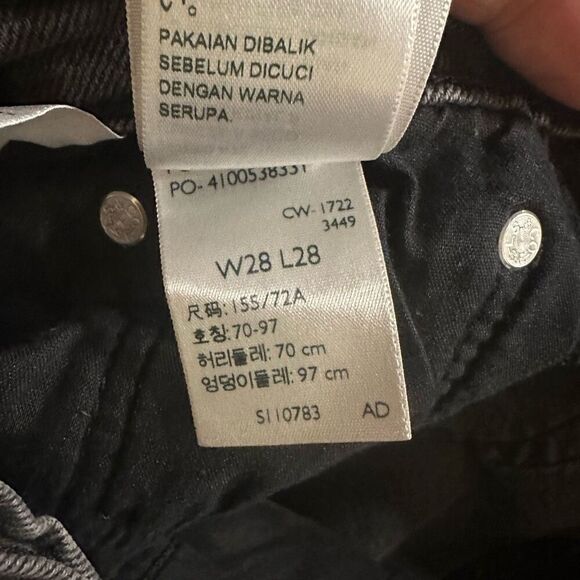 PAKAIAN DIBALIK
SEBELUM DICUCI
DENGAN WARNA
SERUPA.
PO- 4100538331
CW- 1722
3449
W28 L28
尺码: 155/72A
호칭: 70-97
허리둘레: 70 cm
엉덩이둘레: 97 cm
S110783 AD